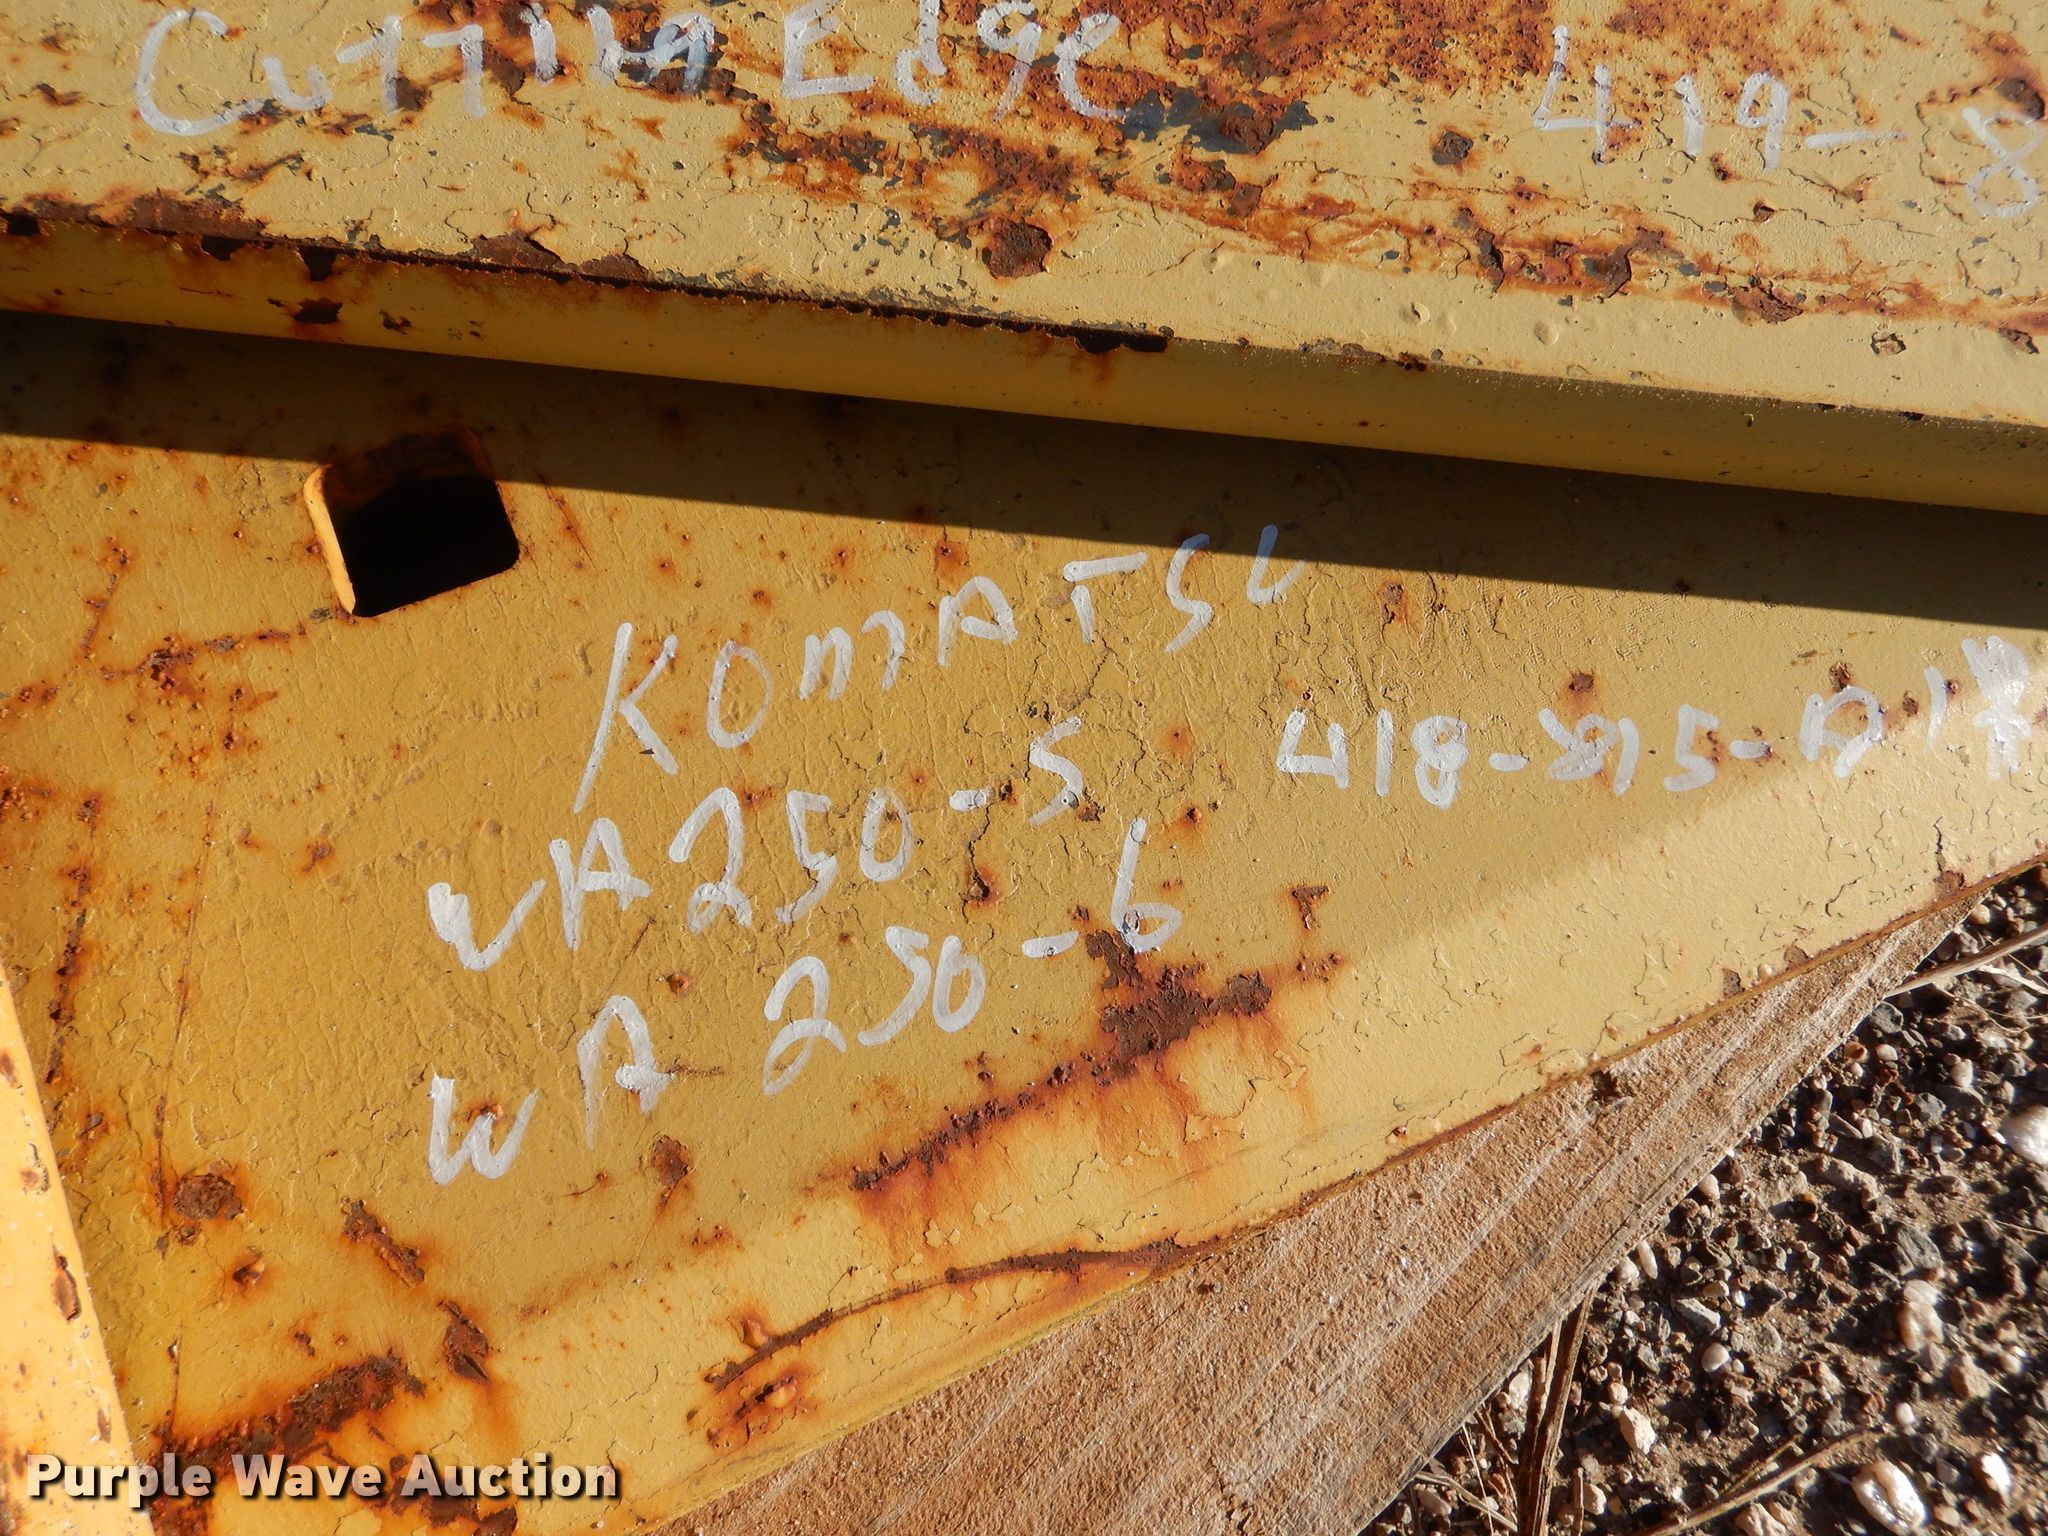 Cutting Edge 419-8
KOMATSU
WA250-5 418-815-A1
WA 250-6
Purple Wave Auction